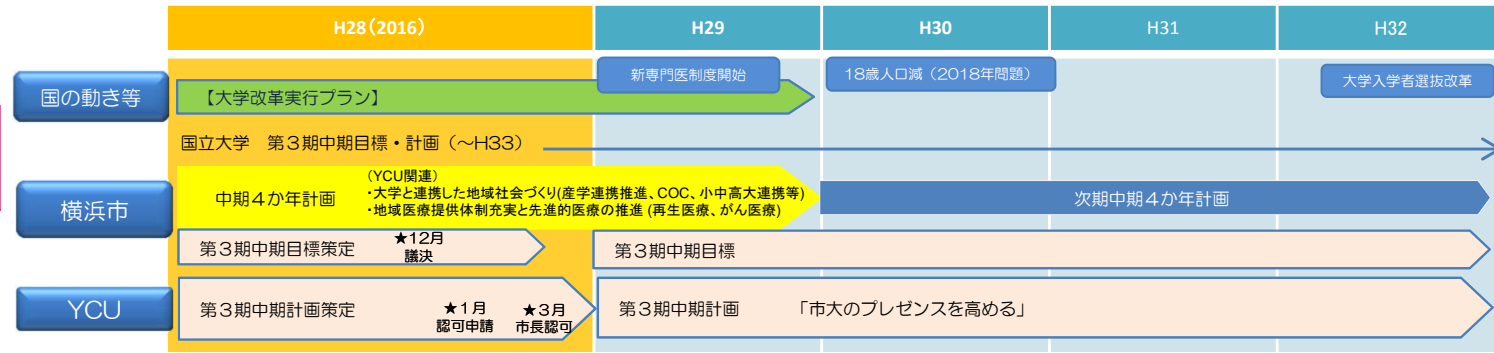 H28(2016)
H29
H30
H31
H32
国の動き等
新専門医制度開始
18歳人口減（2018年問題）
大学入学者選抜改革
【大学改革実行プラン】
国立大学　第３期中期目標・計画（～H33）
横浜市
中期４か年計画
(YCU関連)
・大学と連携した地域社会づくり(産学連携推進、COC、小中高大連携等)
・地域医療提供体制充実と先進的医療の推進 (再生医療、がん医療)
次期中期４か年計画
第３期中期目標策定
★12月
議決
第３期中期目標
YCU
第３期中期計画策定
★１月
認可申請
★３月
市長認可
第３期中期計画
「市大のプレゼンスを高める」